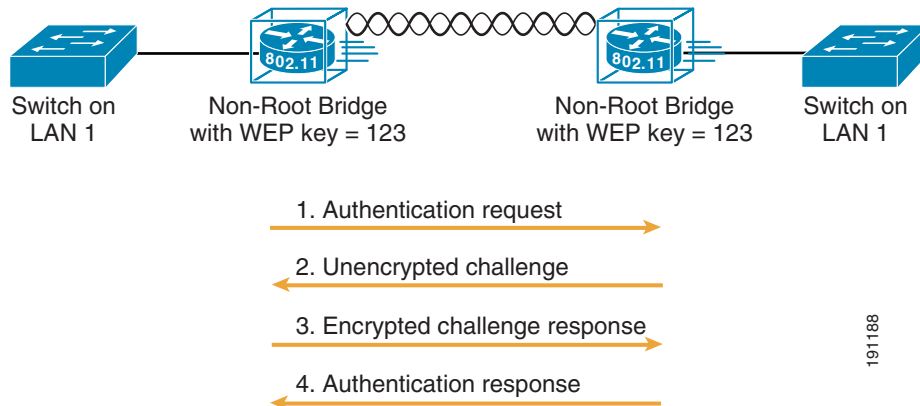 802.11
802.11
Switch on
LAN 1
Non-Root Bridge
with WEP key = 123
Non-Root Bridge
with WEP key = 123
Switch on
LAN 1
1. Authentication request
2. Unencrypted challenge
3. Encrypted challenge response
4. Authentication response
191188